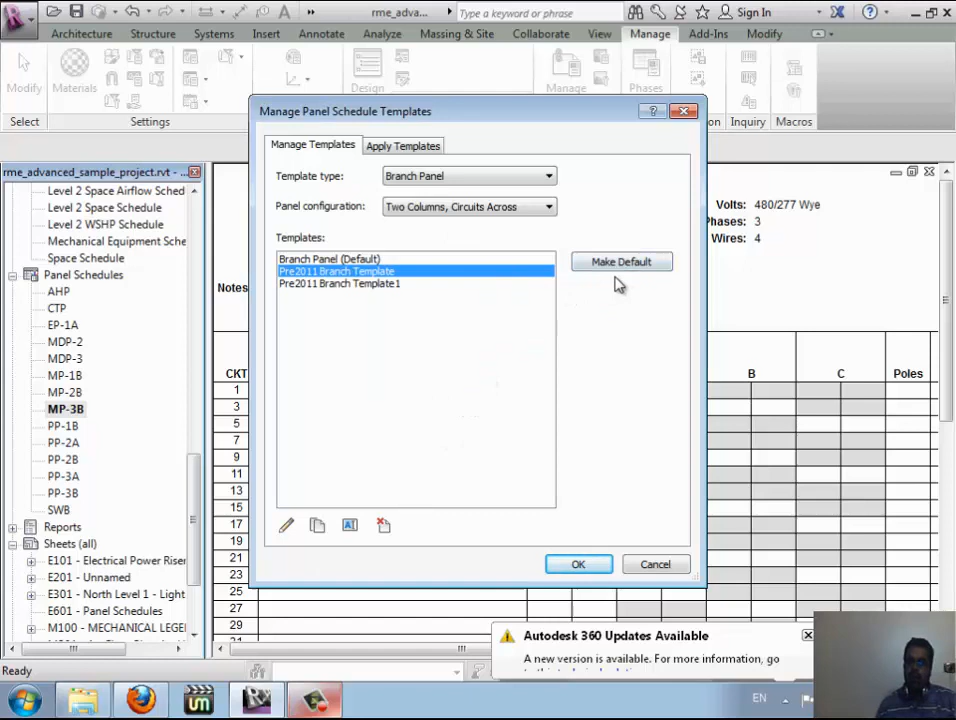 rme_adva...
Type a keyword or phrase
Sign In
Architecture Structure Systems Insert Annotate Analyze Massing & Site Collaborate View Manage Add-Ins Modify
Modify
Materials
Manage
Phases
Select
Settings
Inquiry
Macros
Manage Panel Schedule Templates
Manage Templates
Apply Templates
Template type:
Branch Panel
Panel configuration:
Two Columns, Circuits Across
Templates:
Branch Panel (Default)
Pre2011 Branch Template
Pre2011 Branch Template1
Make Default
OK
Cancel
rme_advanced_sample_project.rvt -
Level 2 Space Airflow Sched
Level 2 Space Schedule
Level 2 WSHP Schedule
Mechanical Equipment Sche
Space Schedule
Panel Schedules
AHP
CTP
EP-1A
MDP-2
MDP-3
MP-1B
MP-2B
MP-3B
PP-1B
PP-2A
PP-2B
PP-3A
PP-3B
SWB
Reports
Sheets (all)
E101 - Electrical Power Riser
E201 - Unnamed
E301 - North Level 1 - Light
E601 - Panel Schedules
M100 - MECHANICAL LEGE
Volts: 480/277 Wye
Phases: 3
Wires: 4
Notes
CKT
B
C
Poles
1
3
5
7
9
11
13
15
17
19
21
23
25
27
29
Autodesk 360 Updates Available
A new version is available. For more information, go
Ready
EN